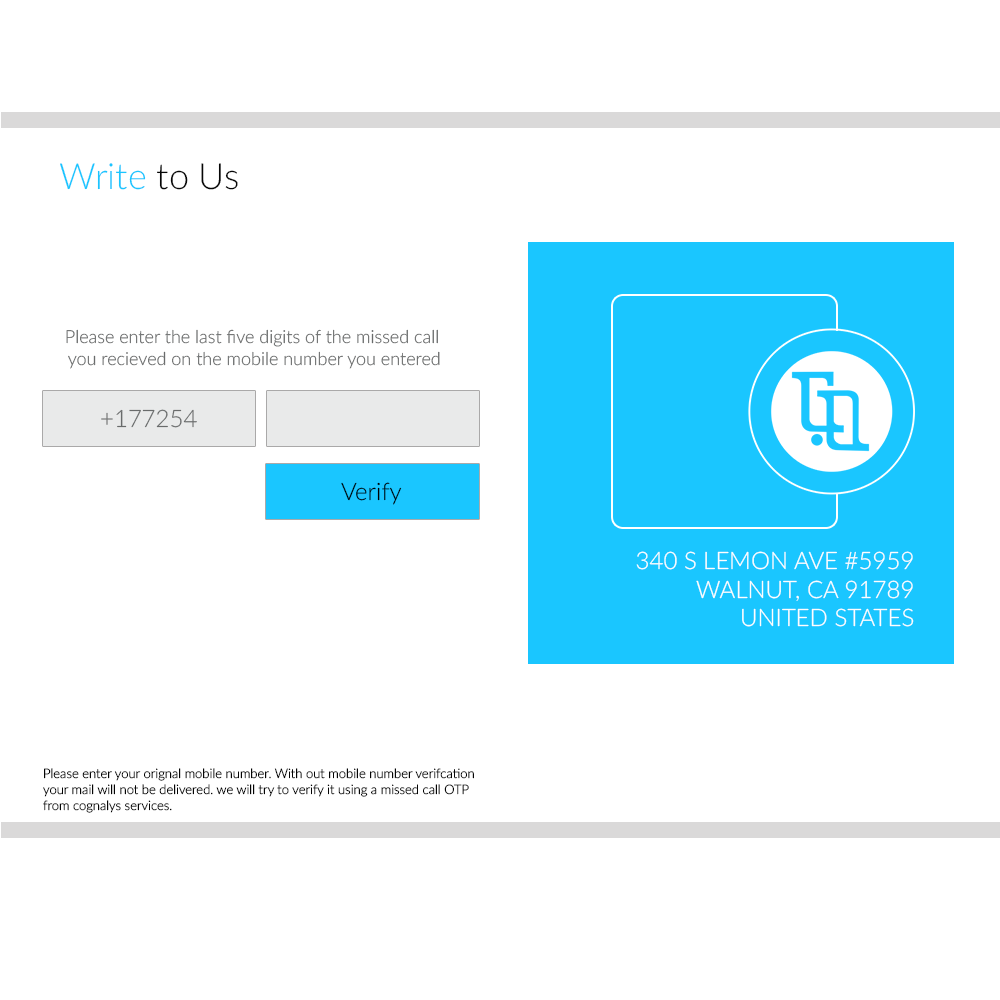 Write to Us
Please enter the last five digits of the missed call
you recieved on the mobile number you entered
+177254
Verify
340 S LEMON AVE #5959
WALNUT, CA 91789
UNITED STATES
Please enter your orignal mobile number. With out mobile number verifcation
your mail will not be delivered. we will try to verify it using a missed call OTP
from cognalys services.